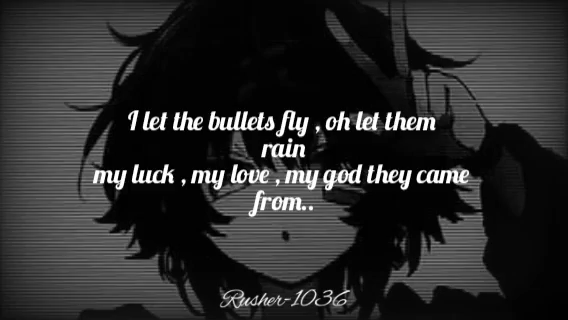 I let the bullets fly , oh let them
rain
my luck , my love , my god they came
from..
Rusher-1036